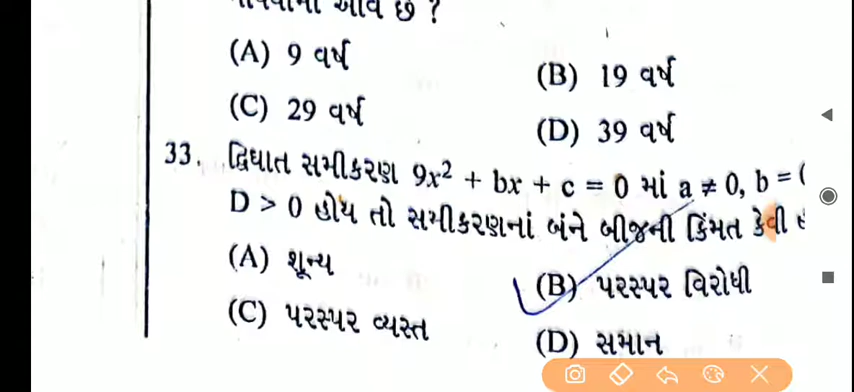 છે ?
(A) 9 વર્ષ
(B) 19 વર્ષ
(C) 29 વર્ષ
(D) 39 વર્ષ
33. દ્વિઘાત સમીકરણ 9x² + bx + c = 0 માં a ≠ 0, b = (
D > 0 હોય તો સમીકરણનાં બંને બીજની કિંમત કેવી હ
(A) શૂન્ય
(B) પરસ્પર વિરોધી
(C) પરસ્પર વ્યસ્ત
(D) સમાન